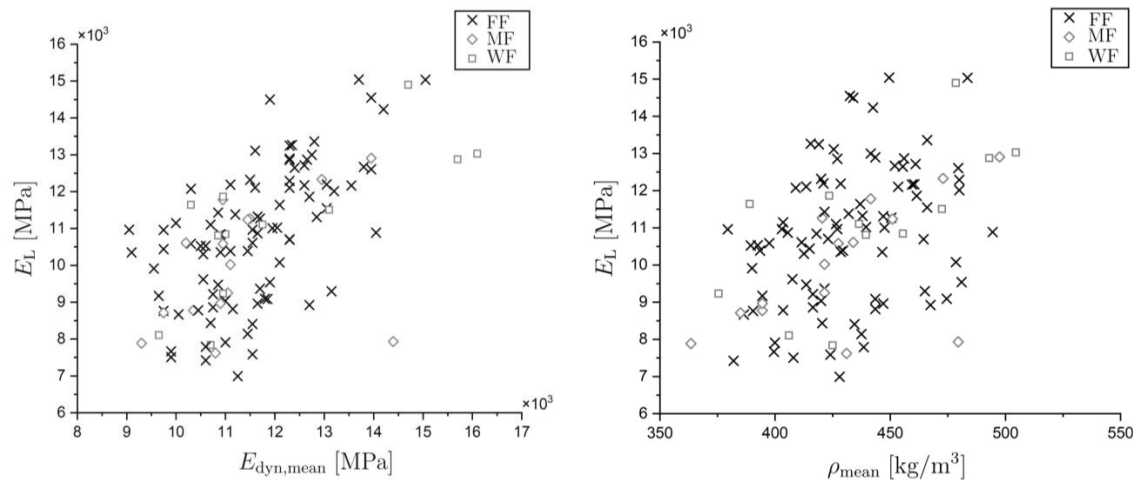 ×10³
FF
MF
WF
16
15
14
13
12
11
10
9
8
7
6
E_L [MPa]
8 9 10 11 12 13 14 15 16 17
×10³
E_dyn,mean [MPa]
×10³
FF
MF
WF
16
15
14
13
12
11
10
9
8
7
6
E_L [MPa]
350 400 450 500 550
ρ_mean [kg/m³]